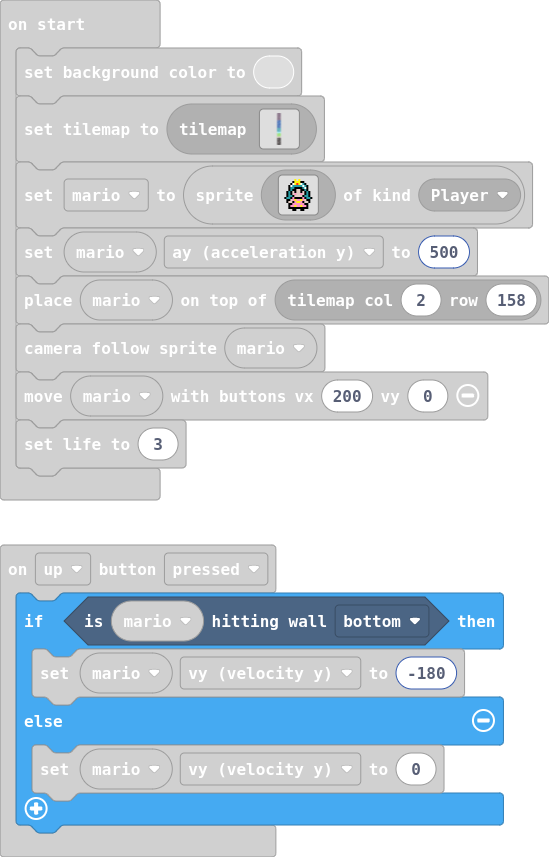 on start
set background color to
set tilemap to tilemap
set mario to sprite of kind Player
set mario ay (acceleration y) to 500
place mario on top of tilemap col 2 row 158
camera follow sprite mario
move mario with buttons vx 200 vy 0
set life to 3
on up button pressed
if is mario hitting wall bottom then
set mario vy (velocity y) to -180
else
set mario vy (velocity y) to 0